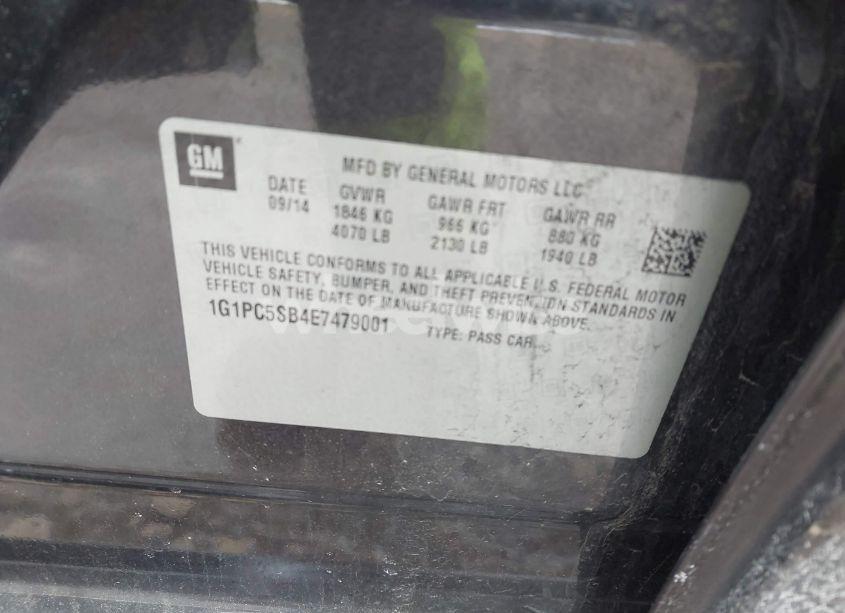 GM
MFD BY GENERAL MOTORS LLC
DATE GVWR GAWR FRT GAWR RR
09/14 1846 KG 966 KG 880 KG
4070 LB 2130 LB 1940 LB
THIS VEHICLE CONFORMS TO ALL APPLICABLE U.S. FEDERAL MOTOR
VEHICLE SAFETY, BUMPER, AND THEFT PREVENTION STANDARDS IN
EFFECT ON THE DATE OF MANUFACTURE SHOWN ABOVE.
1G1PC5SB4E7479001 TYPE: PASS CAR